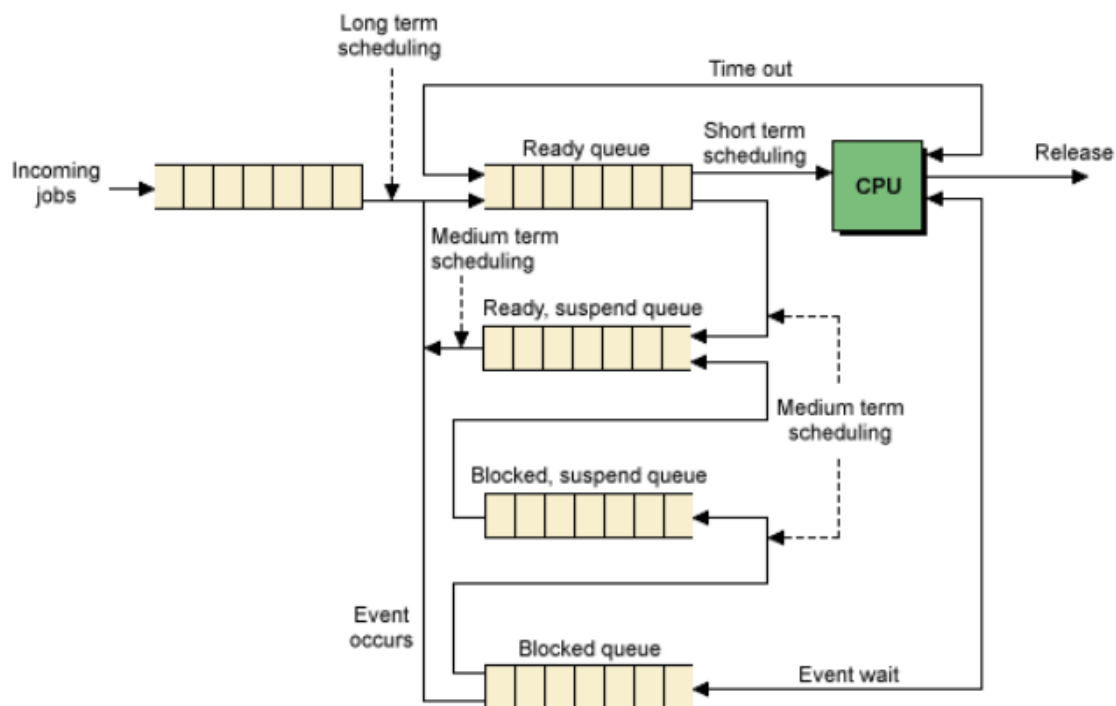 Long term
scheduling
Time out
Incoming
jobs
Ready queue
Short term
scheduling
CPU
Release
Medium term
scheduling
Ready, suspend queue
Medium term
scheduling
Blocked, suspend queue
Event
occurs
Blocked queue
Event wait